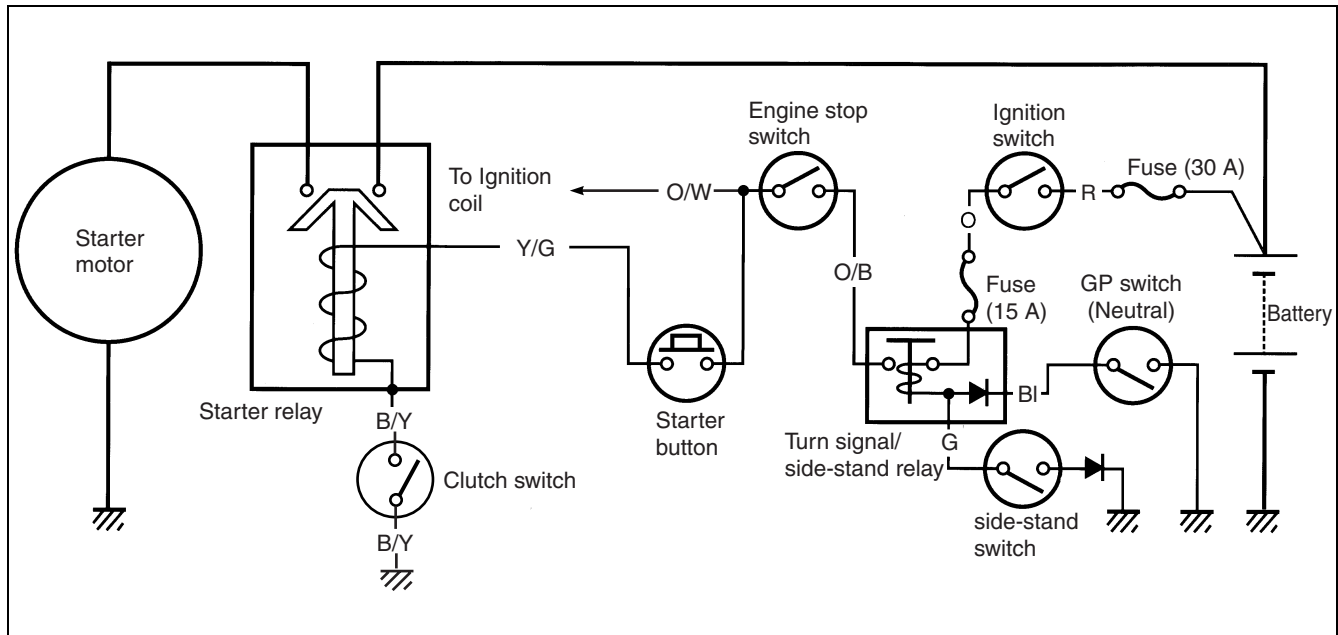 Engine stop
switch
Ignition
switch
Fuse (30 A)
To Ignition
coil
O/W
R
Starter
motor
Y/G
O
O/B
Fuse
(15 A)
GP switch
(Neutral)
Battery
Starter relay
Bl
B/Y
Starter
button
Turn signal/
side-stand relay
G
Clutch switch
side-stand
switch
B/Y